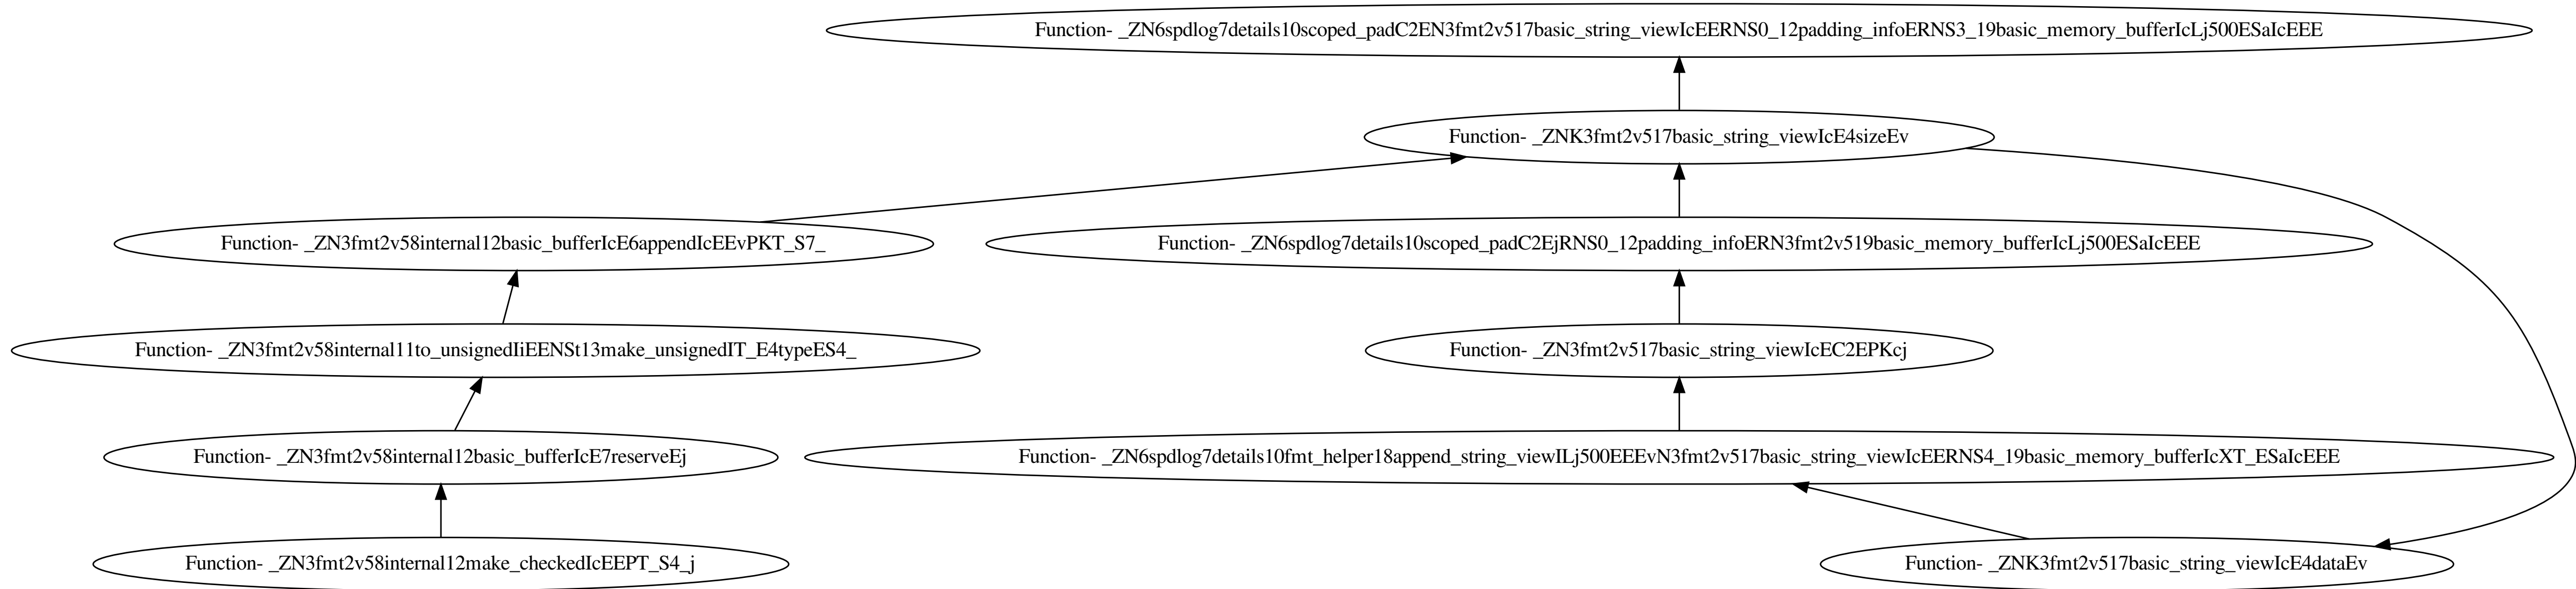 Function- _ZN6spdlog7details10scoped_padC2EN3fmt2v517basic_string_viewIcEERNS0_12padding_infoERNS3_19basic_memory_bufferIcLj500ESaIcEEE
Function- _ZNK3fmt2v517basic_string_viewIcE4sizeEv
Function- _ZN3fmt2v58internal12basic_bufferIcE6appendIcEEvPKT_S7_
Function- _ZN6spdlog7details10scoped_padC2EjRNS0_12padding_infoERN3fmt2v519basic_memory_bufferIcLj500ESaIcEEE
Function- _ZN3fmt2v58internal11to_unsignedIiEENSt13make_unsignedIT_E4typeES4_
Function- _ZN3fmt2v517basic_string_viewIcEC2EPKcj
Function- _ZN3fmt2v58internal12basic_bufferIcE7reserveEj
Function- _ZN6spdlog7details10fmt_helper18append_string_viewILj500EEEvN3fmt2v517basic_string_viewIcEERNS4_19basic_memory_bufferIcXT_ESaIcEEE
Function- _ZN3fmt2v58internal12make_checkedIcEEPT_S4_j
Function- _ZNK3fmt2v517basic_string_viewIcE4dataEv